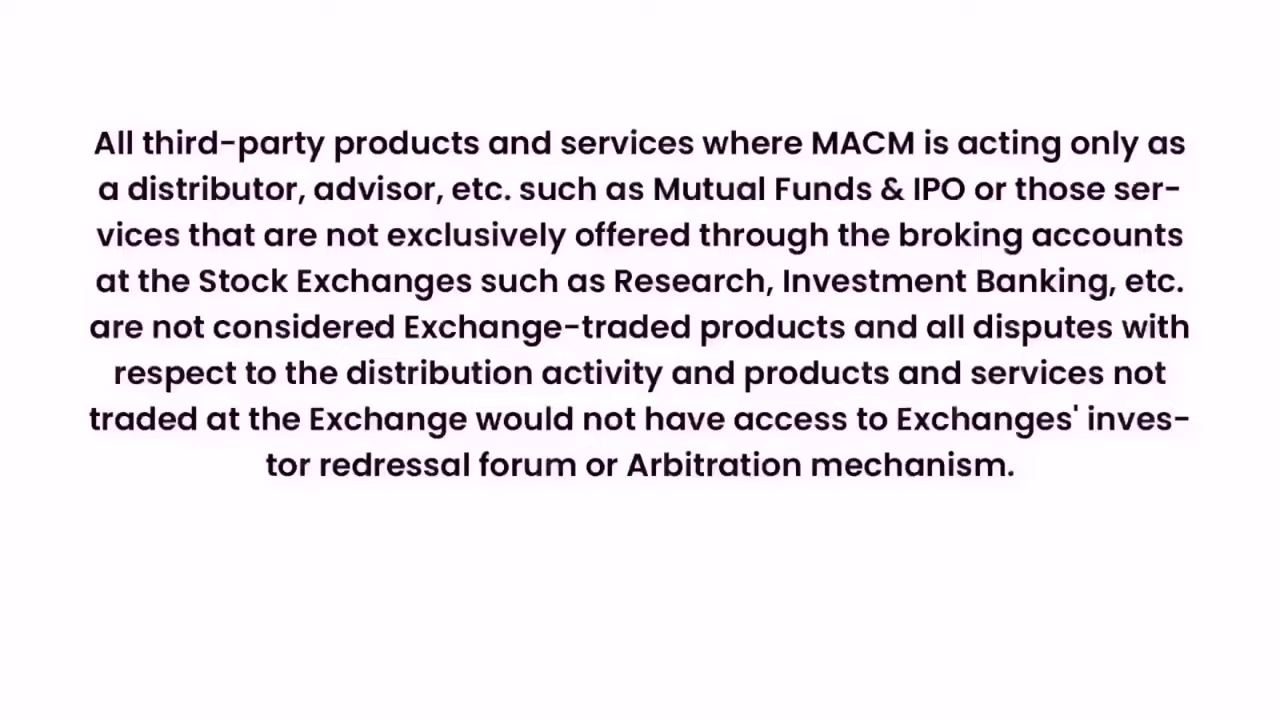 All third-party products and services where MACM is acting only as
a distributor, advisor, etc. such as Mutual Funds & IPO or those ser-
vices that are not exclusively offered through the broking accounts
at the Stock Exchanges such as Research, Investment Banking, etc.
are not considered Exchange-traded products and all disputes with
respect to the distribution activity and products and services not
traded at the Exchange would not have access to Exchanges' inves-
tor redressal forum or Arbitration mechanism.